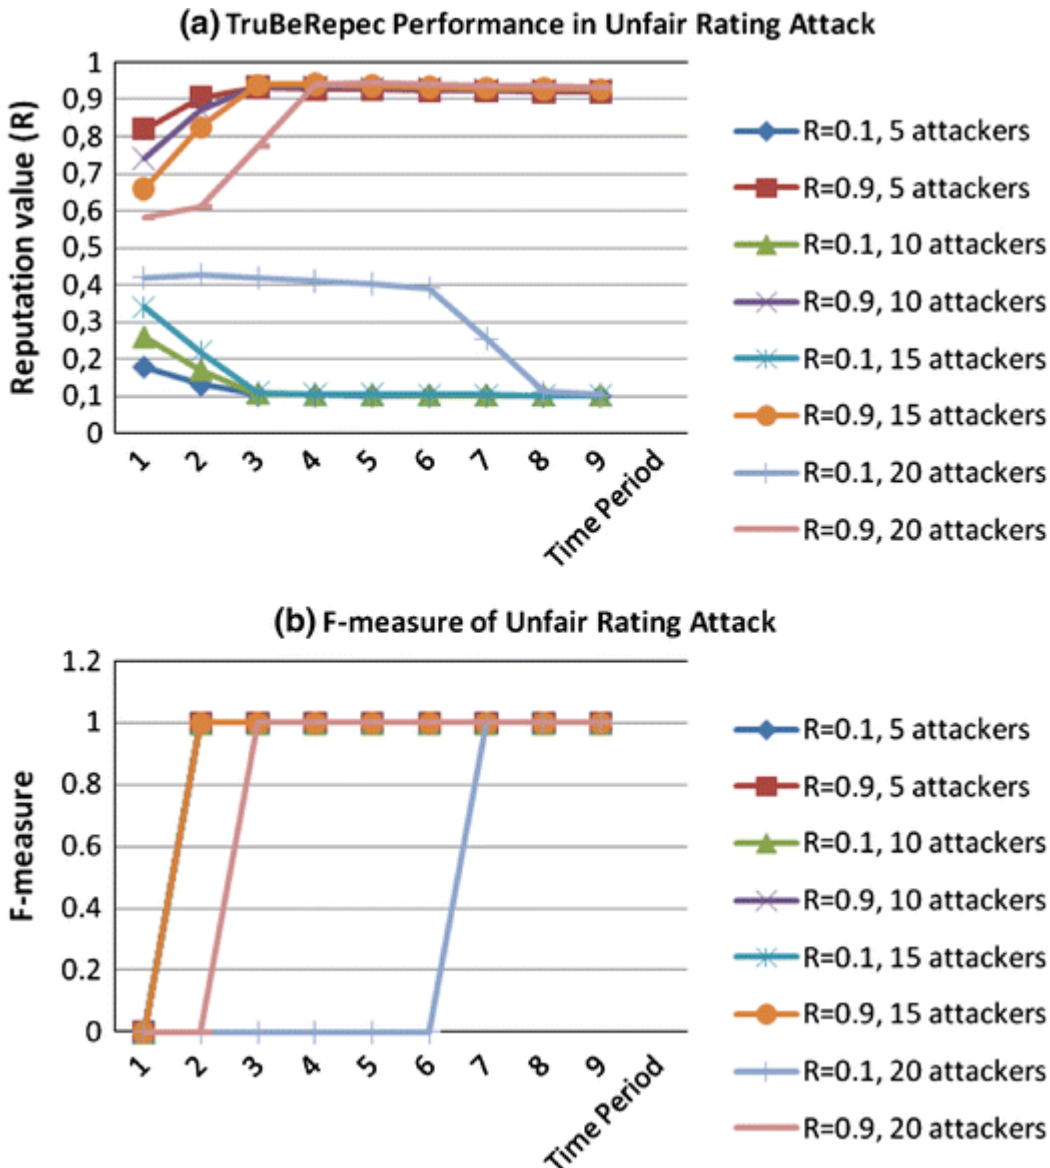 (a) TruBeRepec Performance in Unfair Rating Attack
Reputation value (R)
1
0,9
0,8
0,7
0,6
0,5
0,4
0,3
0,2
0,1
0
1 2 3 4 5 6 7 8 9
Time Period
R=0.1, 5 attackers
R=0.9, 5 attackers
R=0.1, 10 attackers
R=0.9, 10 attackers
R=0.1, 15 attackers
R=0.9, 15 attackers
R=0.1, 20 attackers
R=0.9, 20 attackers
(b) F-measure of Unfair Rating Attack
F-measure
1.2
1
0.8
0.6
0.4
0.2
0
1 2 3 4 5 6 7 8 9
Time Period
R=0.1, 5 attackers
R=0.9, 5 attackers
R=0.1, 10 attackers
R=0.9, 10 attackers
R=0.1, 15 attackers
R=0.9, 15 attackers
R=0.1, 20 attackers
R=0.9, 20 attackers